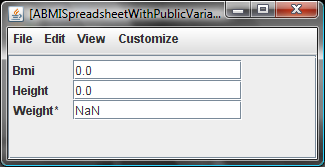 [ABMISpreadsheetWithPublicVaria...
File Edit View Customize
Bmi 0.0
Height 0.0
Weight* NaN